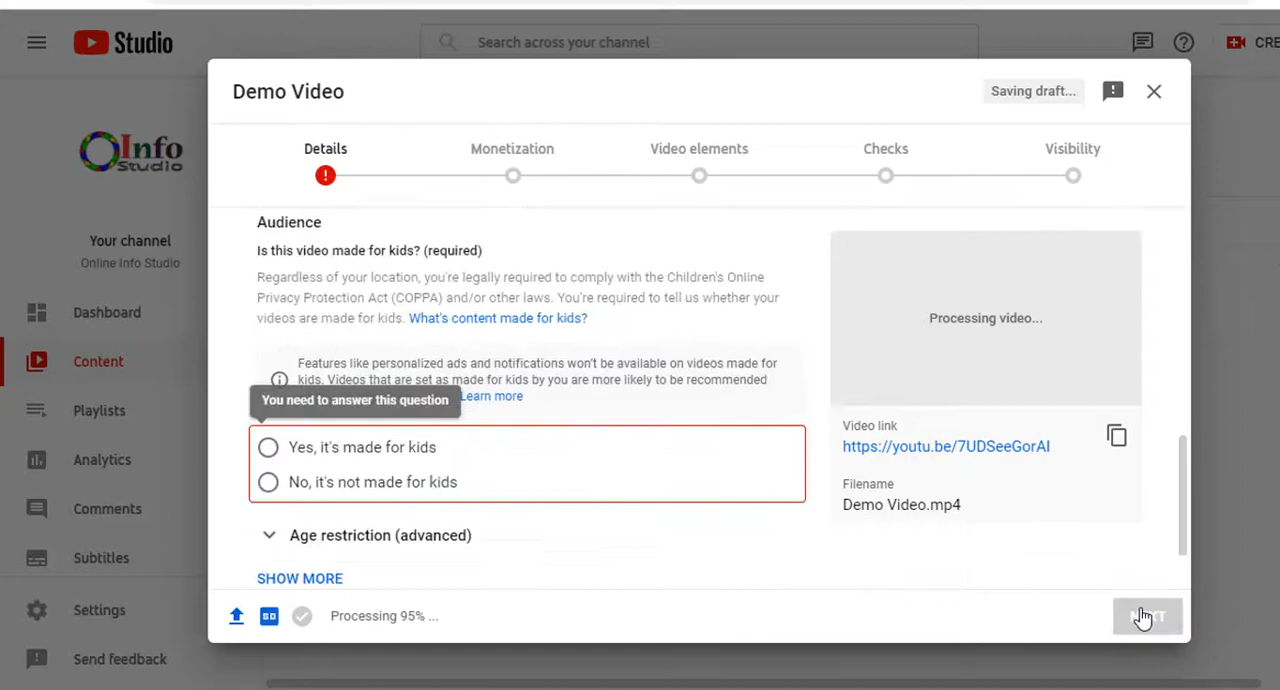 Studio
Search across your channel
CRE
Demo Video
Saving draft...
Details
Monetization
Video elements
Checks
Visibility
Info
Studio
Your channel
Online Info Studio
Dashboard
Content
Playlists
Analytics
Comments
Subtitles
Settings
Send feedback
Audience
Is this video made for kids? (required)
Regardless of your location, you're legally required to comply with the Children's Online
Privacy Protection Act (COPPA) and/or other laws. You're required to tell us whether your
videos are made for kids. What's content made for kids?
Features like personalized ads and notifications won't be available on videos made for
kids. Videos that are set as made for kids by you are more likely to be recommended
Learn more
You need to answer this question
Yes, it's made for kids
No, it's not made for kids
Age restriction (advanced)
SHOW MORE
Processing video...
Video link
https://youtu.be/7UDSeeGorAI
Filename
Demo Video.mp4
SD
Processing 95% ...